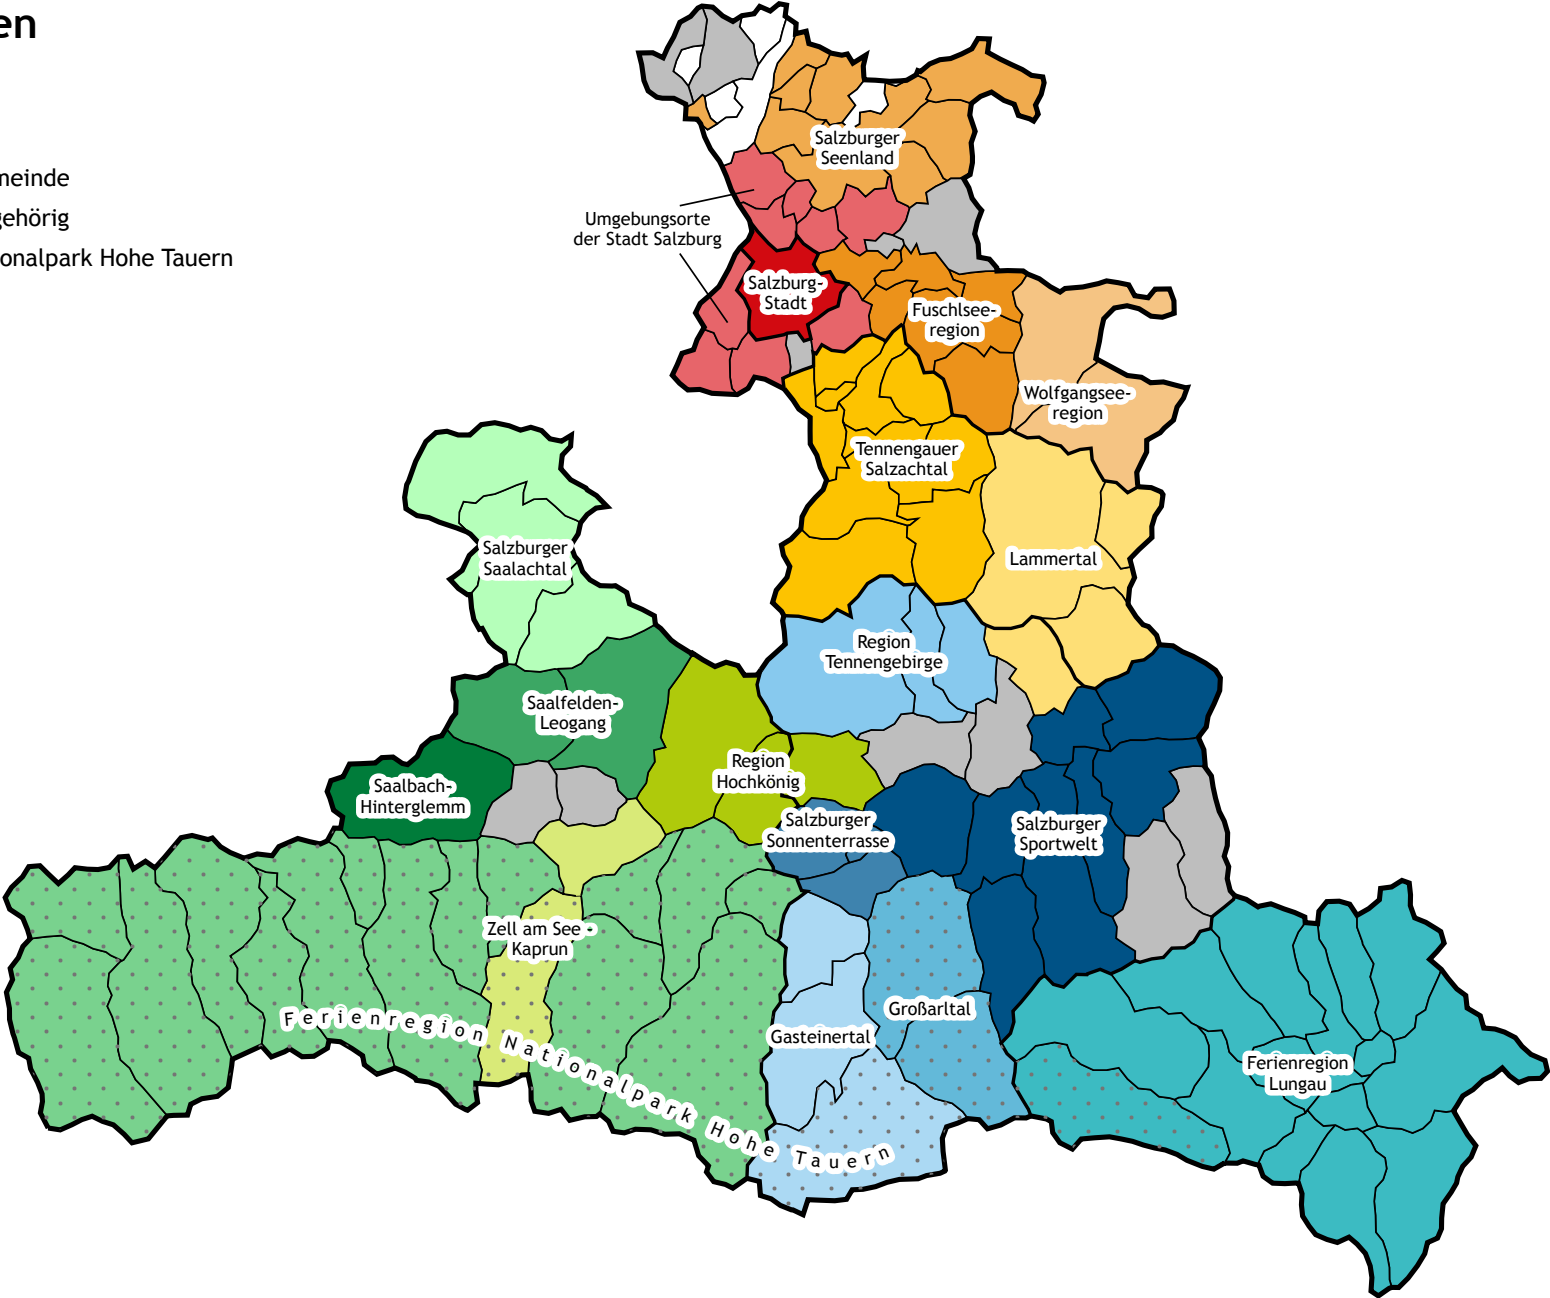 en
meinde
gehörig
onalpark Hohe Tauern
Salzburger
Seenland
Umgebungsorte
der Stadt Salzburg
Salzburg-
Stadt
Fuschlsee-
region
Wolfgangsee-
region
Tennengauer
Salzachtal
Salzburger
Saalachtal
Lammertal
Region
Tennengebirge
Saalfelden-
Leogang
Region
Hochkönig
Saalbach-
Hinterglemm
Salzburger
Sonnenterrasse
Salzburger
Sportwelt
Zell am See -
Kaprun
Großarltal
Gasteinertal
Ferienregion Nationalpark Hohe Tauern
Ferienregion
Lungau